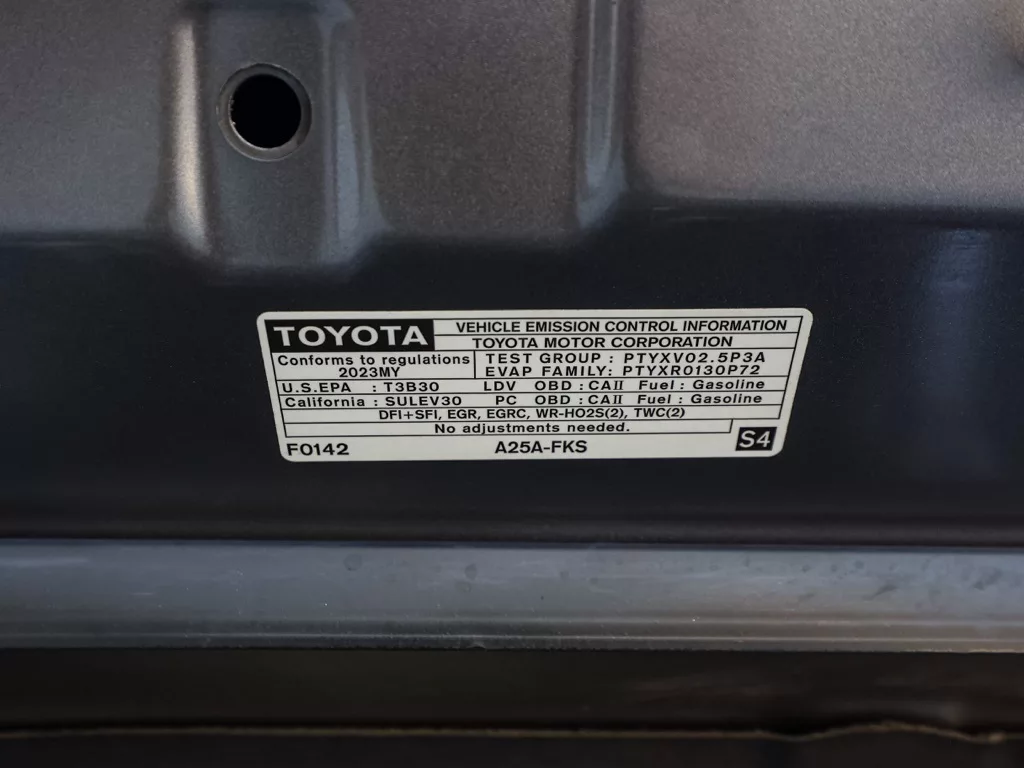 TOYOTA
VEHICLE EMISSION CONTROL INFORMATION
TOYOTA MOTOR CORPORATION
Conforms to regulations
2023MY
TEST GROUP : PTYXV02.5P3A
EVAP FAMILY: PTYXR0130P72
U.S.EPA : T3B30 LDV OBD : CAII Fuel : Gasoline
California : SULEV30 PC OBD : CAII Fuel : Gasoline
DFI+SFI, EGR, EGRC, WR-HO2S(2), TWC(2)
No adjustments needed.
F0142 A25A-FKS S4